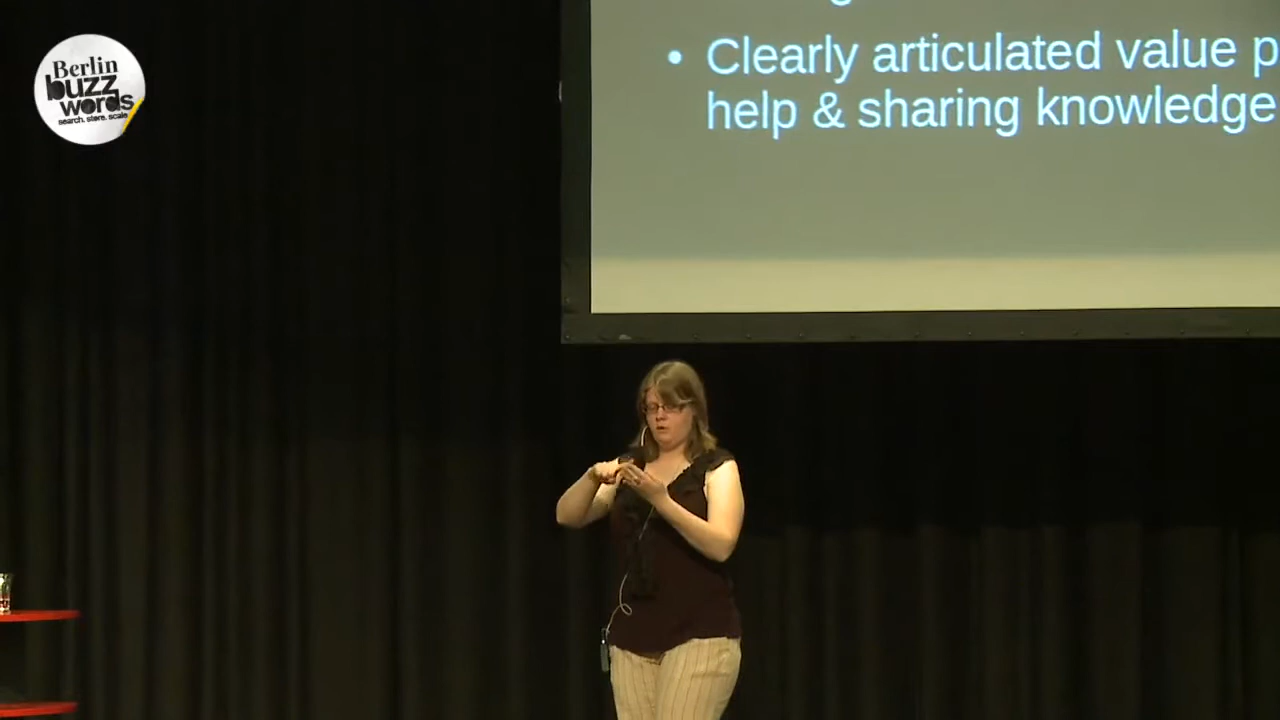 Berlin
buzz
words
search. store. scale
• Clearly articulated value
help & sharing knowledge